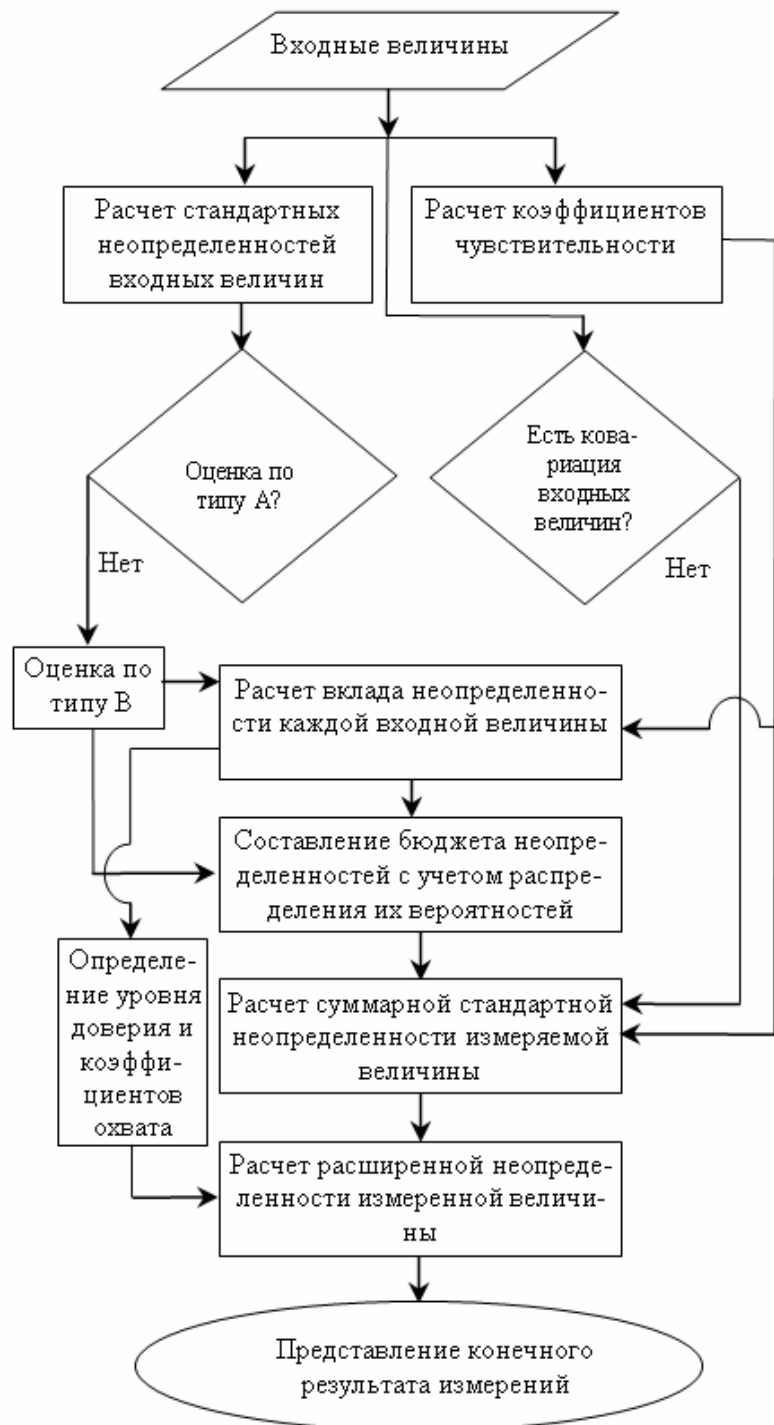 Входные величины
Расчет стандартных
неопределенностей
входных величин
Расчет коэффициентов
чувствительности
Оценка по
типу А?
Есть кова-
риация
входных
величин?
Нет
Нет
Оценка по
типу В
Расчет вклада неопределенно-
сти каждой входной величины
Составление бюджета неопре-
деленностей с учетом распре-
деления их вероятностей
Определе-
ние уровня
доверия и
коэффи-
циентов
охвата
Расчет суммарной стандартной
неопределенности измеряемой
величины
Расчет расширенной неопреде-
ленности измеренной величи-
ны
Представление конечного
результата измерений